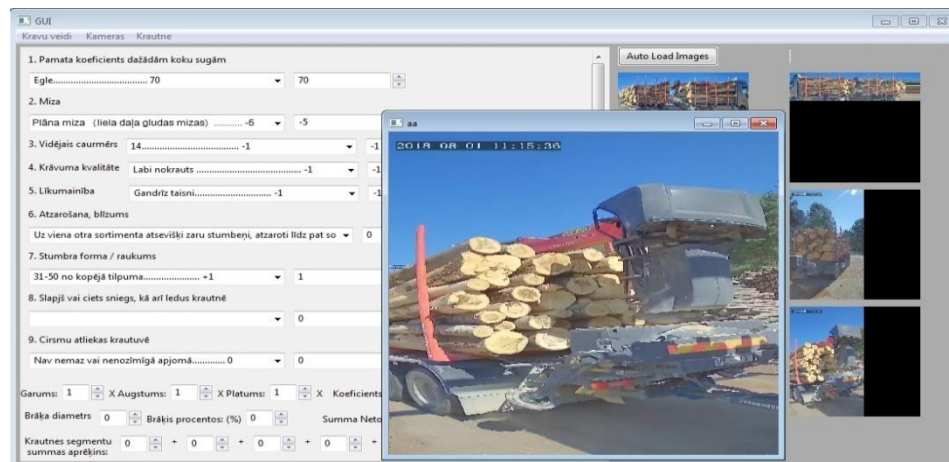 GUI
Kravu veidi Kameras Krautne
1. Pamata koeficients dažādām koku sugām
Egle..................................... 70 70
2. Miza
Plāna miza (liela daļa gludas mizas) ........... -5 -5
3. Vidējais caurmērs 14...................................... -1 -1
4. Krāvuma kvalitāte Labi nokrauts.................................................... -1 -1
5. Līkumainība Gandrīz taisni............................... -1 -1
6. Atzarošana, blīzums
Uz viena otra sortimenta atsevišķi zaru stumbeņi, atzaroti līdz pat so 0
7. Stumbra forma / raukums
31-50 no kopējā tilpuma...................... +1 1
8. Slapjš vai ciets sniegs, kā arī ledus krautnē
0
9. Cirsmu atliekas krautuvē
Nav nemaz vai nenozīmīgā apjomā............. 0 0
Garums: 1 X Augstums: 1 X Platums: 1 X Koeficients
Brāķa diametrs 0 Brāķis procentos: (%) 0 Summa Neto
Krautnes segmentu summas aprēķins: 0 + 0 + 0 + 0 +
Auto Load Images
aa
2018-08-01 11:15:36